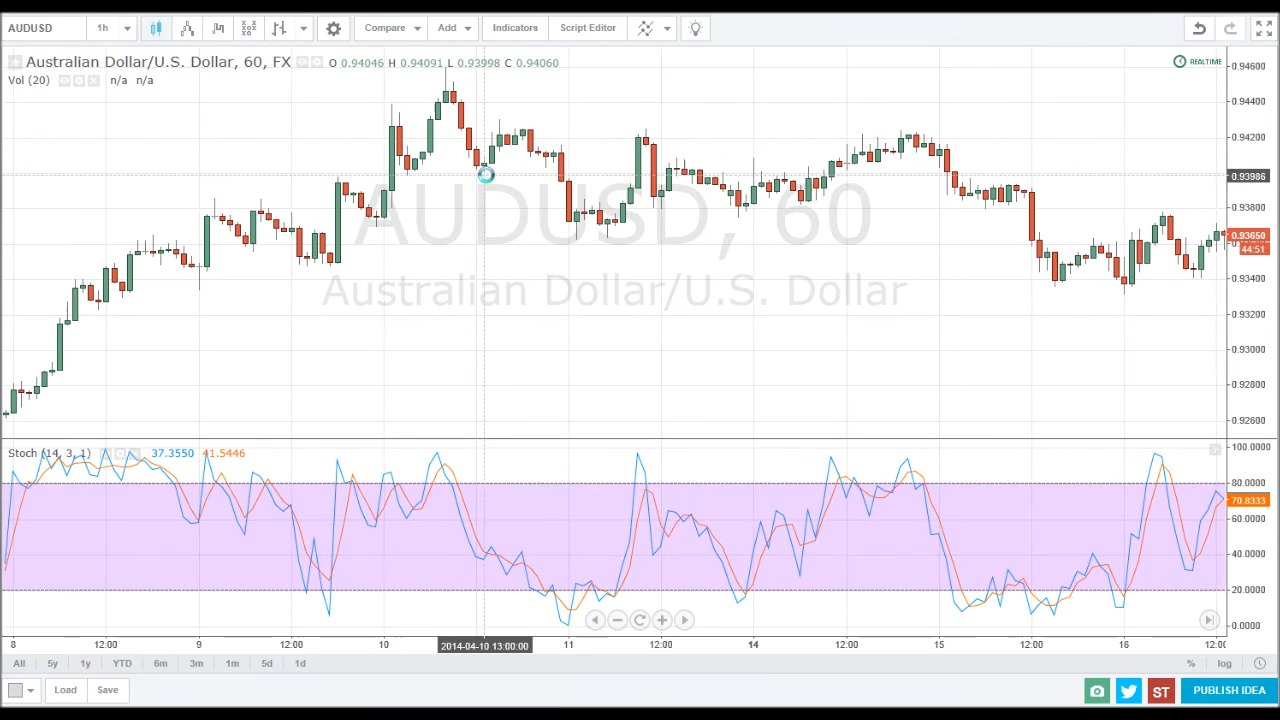 AUDUSD 1h Compare Add Indicators Script Editor
Australian Dollar/U.S. Dollar, 60, FX O 0.94046 H 0.94091 L 0.93998 C 0.94060
REALTIME
Vol (20) n/a n/a
0.94600
0.94400
0.94200
0.93986
0.93800
0.93650
44:51
0.93400
0.93200
0.93000
0.92800
0.92600
AUDUSD, 60
Australian Dollar/U.S. Dollar
Stoch (14, 3, 1) 37.3550 41.5446
100.0000
80.0000
70.8333
60.0000
40.0000
20.0000
0.0000
8 12:00 9 12:00 10 2014-04-10 13:00:00 11 12:00 14 12:00 15 12:00 16 12:00
All 5y 1y YTD 6m 3m 1m 5d 1d % log
Load Save ST PUBLISH IDEA